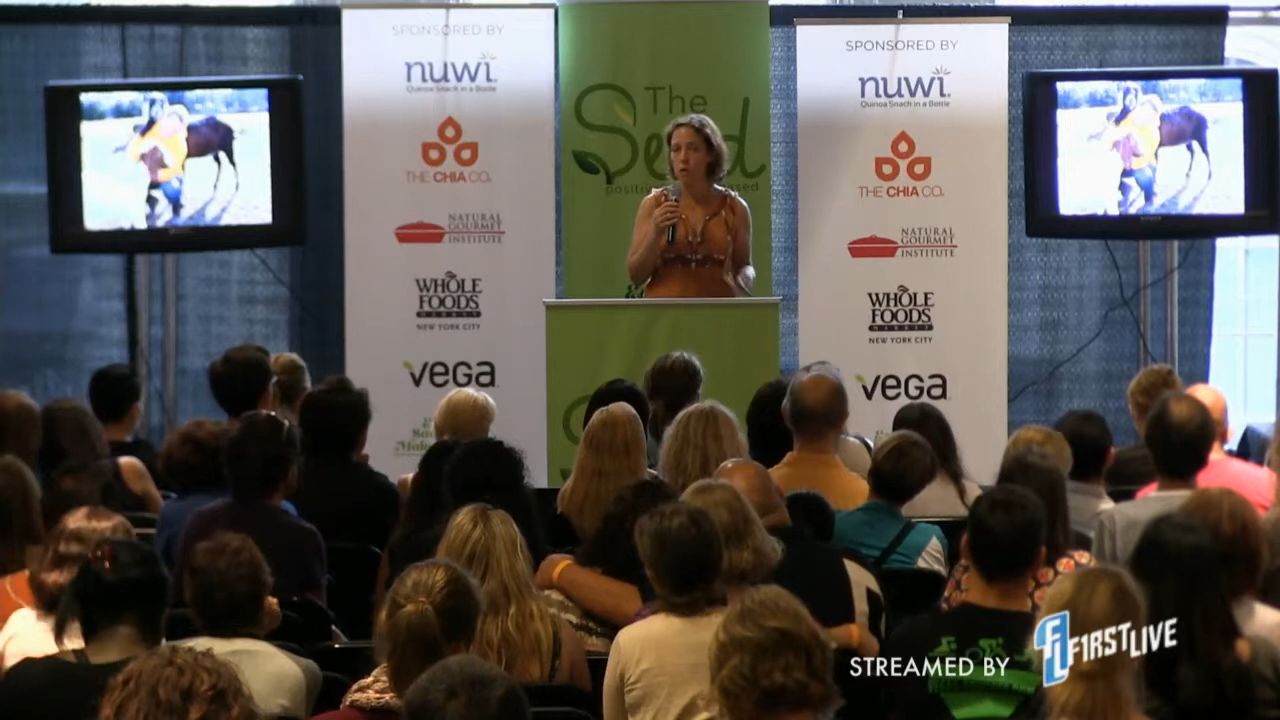 SPONSORED BY
nuwi
Quinoa Snack in a Bottle
THE CHIA CO.
NATURAL
GOURMET
INSTITUTE
WHOLE
FOODS
MARKET
NEW YORK CITY
vega
The
Seed
SPONSORED BY
nuwi
Quinoa Snack in a Bottle
THE CHIA CO.
NATURAL
GOURMET
INSTITUTE
WHOLE
FOODS
MARKET
NEW YORK CITY
vega
STREAMED BY
F1RSTLIVE